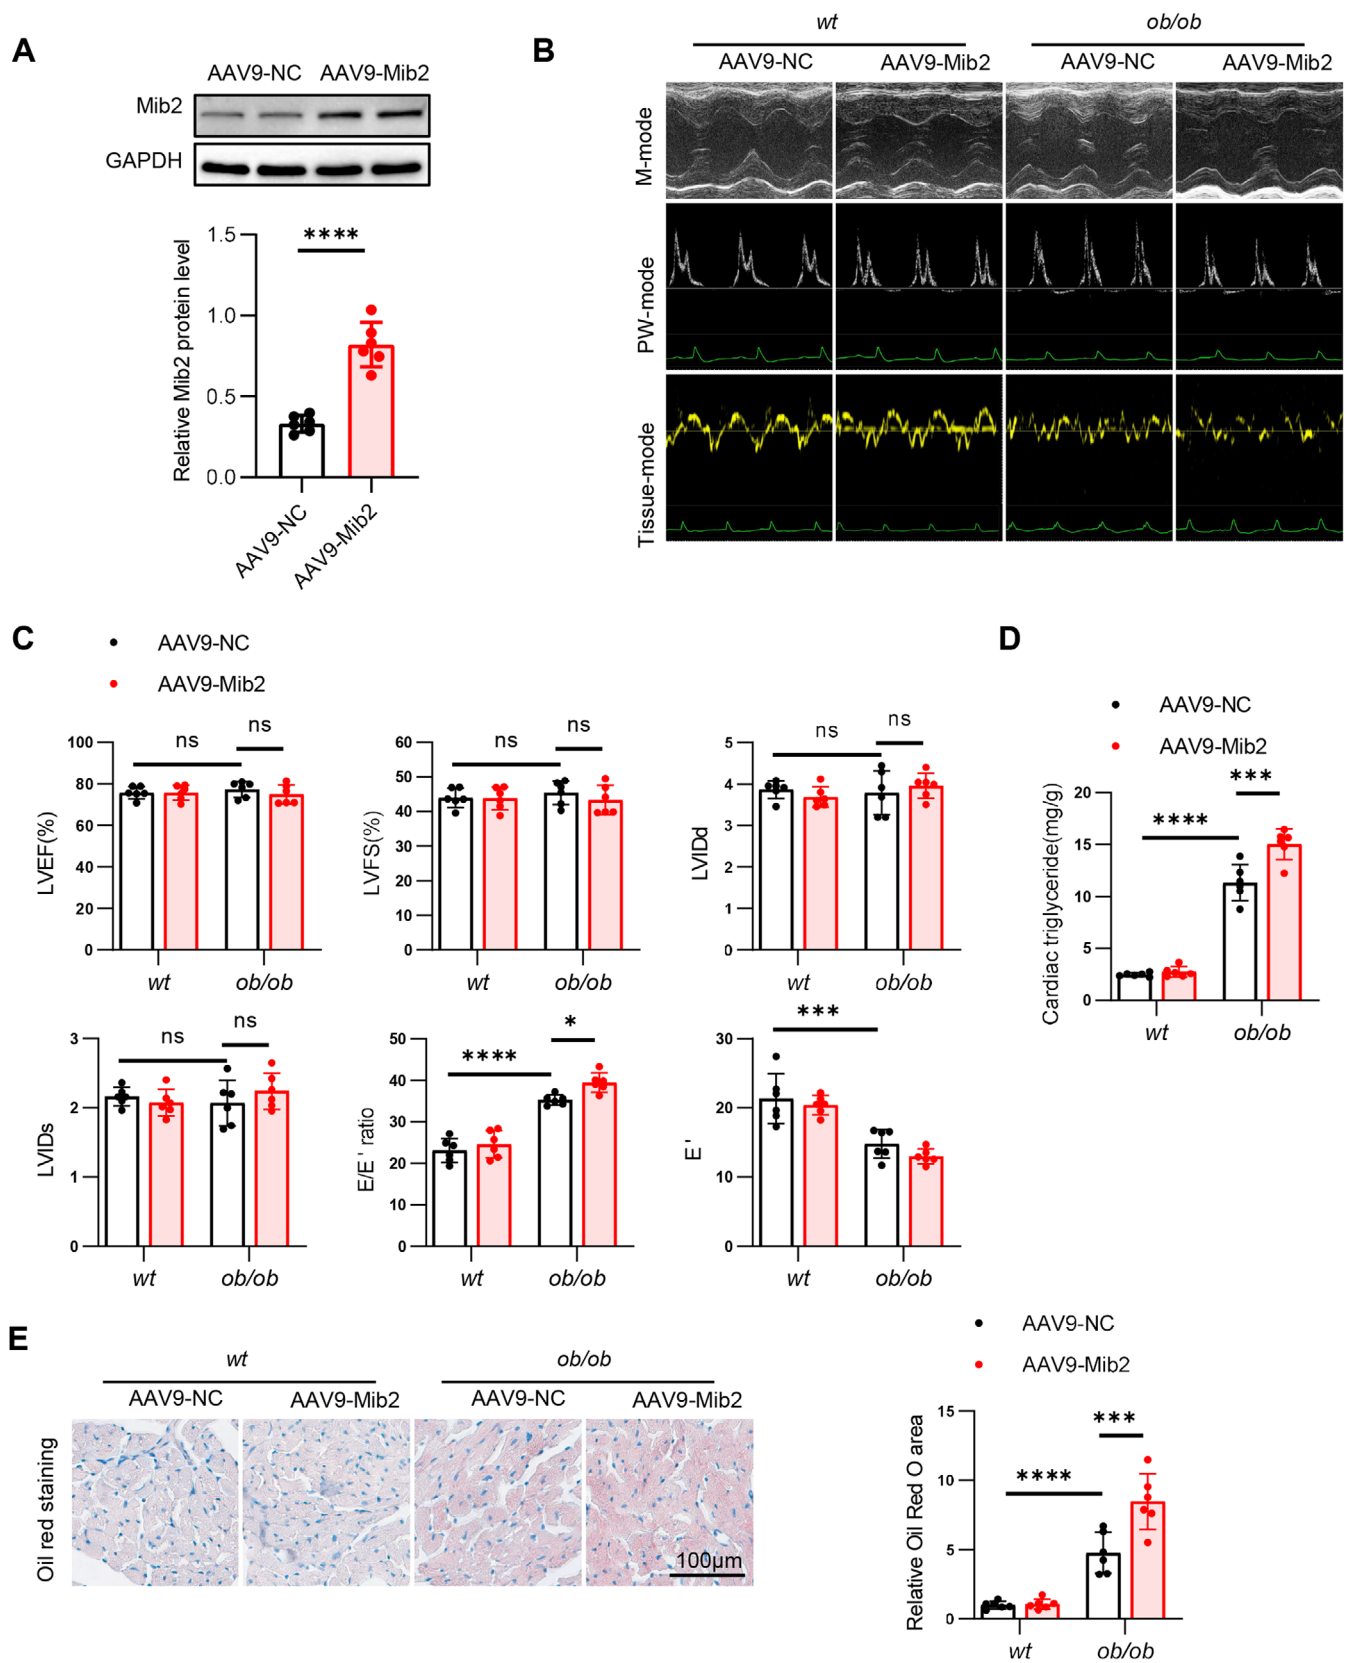 A
AAV9-NC AAV9-Mib2
Mib2
GAPDH
Relative Mib2 protein level
1.5
1.0
0.5
0.0
****
AAV9-NC
AAV9-Mib2
B
wt ob/ob
AAV9-NC AAV9-Mib2 AAV9-NC AAV9-Mib2
M-mode
PW-mode
Tissue-mode
C
AAV9-NC
AAV9-Mib2
LVEF(%)
100
80
60
40
20
0
ns ns
wt ob/ob
LVFS(%)
60
50
40
30
20
10
0
ns ns
wt ob/ob
LVIDd
5
4
3
2
1
0
ns ns
wt ob/ob
LVIDs
3
2
1
0
ns ns
wt ob/ob
E/E' ratio
50
40
30
20
10
0
**** *
wt ob/ob
E'
30
20
10
0
***
wt ob/ob
D
AAV9-NC
AAV9-Mib2
Cardiac triglyceride(mg/g)
20
15
10
5
0
**** ***
wt ob/ob
E
wt ob/ob
AAV9-NC AAV9-Mib2 AAV9-NC AAV9-Mib2
Oil red staining
100μm
AAV9-NC
AAV9-Mib2
Relative Oil Red O area
15
10
5
0
**** ***
wt ob/ob